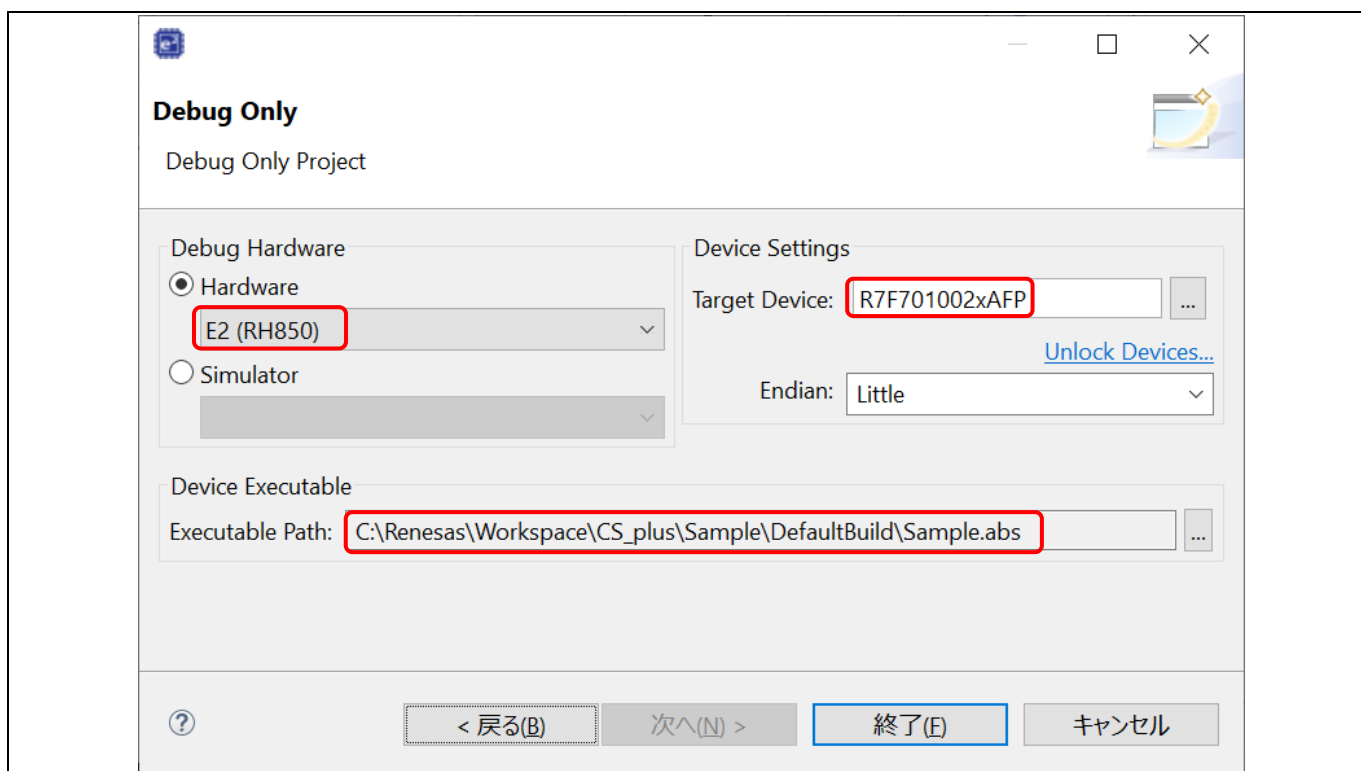 Debug Only
Debug Only Project
Debug Hardware
Hardware
E2 (RH850)
Simulator
Device Settings
Target Device: R7F701002xAFP ...
Unlock Devices...
Endian: Little
Device Executable
Executable Path: C:\Renesas\Workspace\CS_plus\Sample\DefaultBuild\Sample.abs ...
< 戻る(B) 次へ(N) > 終了(F) キャンセル